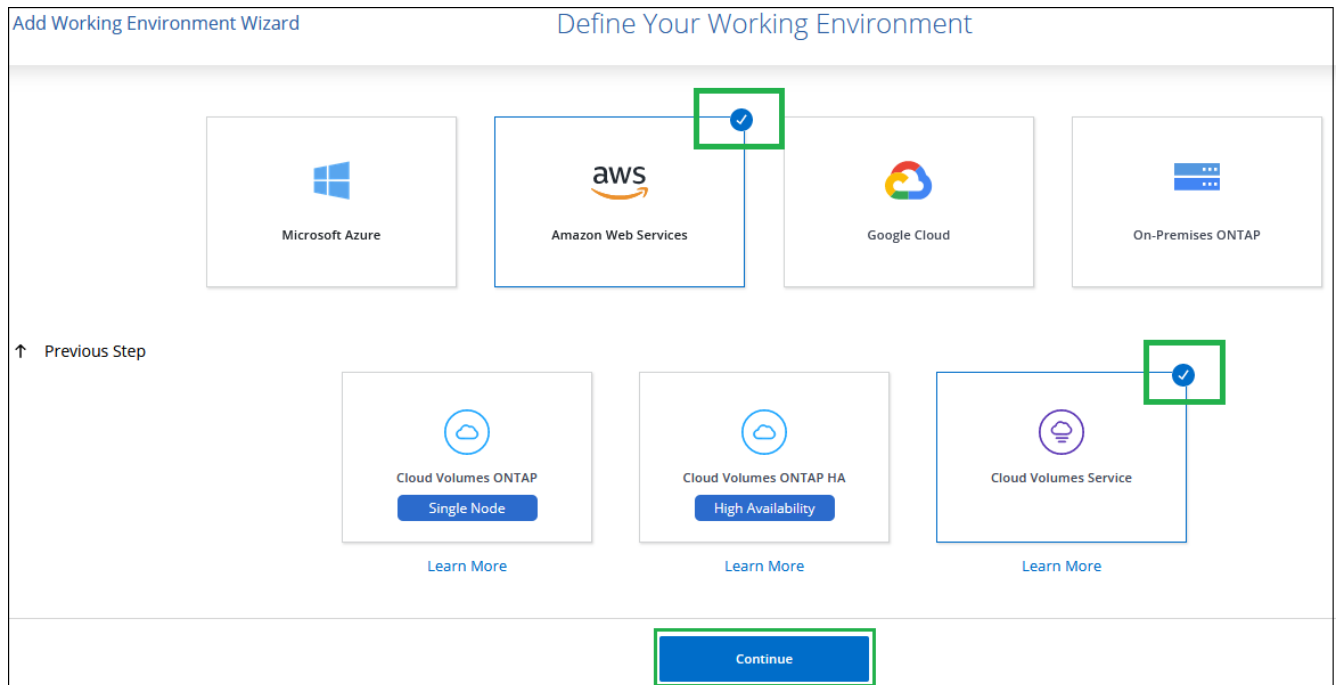 Add Working Environment Wizard
Define Your Working Environment
aws
Microsoft Azure
Amazon Web Services
Google Cloud
On-Premises ONTAP
↑ Previous Step
Cloud Volumes ONTAP
Single Node
Cloud Volumes ONTAP HA
High Availability
Cloud Volumes Service
Learn More
Learn More
Learn More
Continue